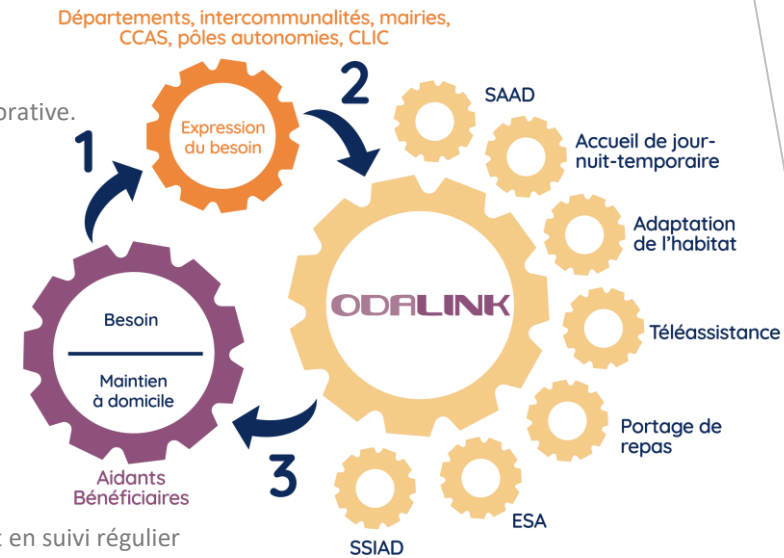 Départements, intercommunalités, mairies,
CCAS, pôles autonomies, CLIC
orative.
1
Expression
du besoin
2
SAAD
Accueil de jour-
nuit-temporaire
Adaptation
de l'habitat
ODALINK
Besoin
Maintien
à domicile
Téléassistance
Portage de
repas
3
Aidants
Bénéficiaires
ESA
SSIAD
t en suivi régulier